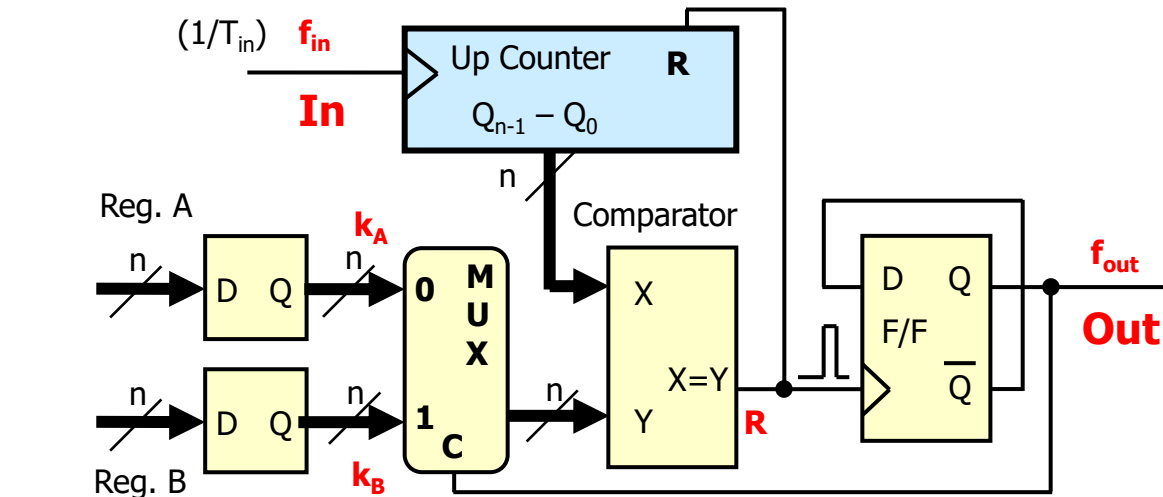 (1/Tin) fin
In
Up Counter R
Qn-1 – Q0
n
Reg. A
kA
n
n
D Q
Comparator
0
M
U
X
X
fout
D Q
F/F
Out
Q
n
n
D Q
1
C
n
X=Y
Y
R
kB
Reg. B